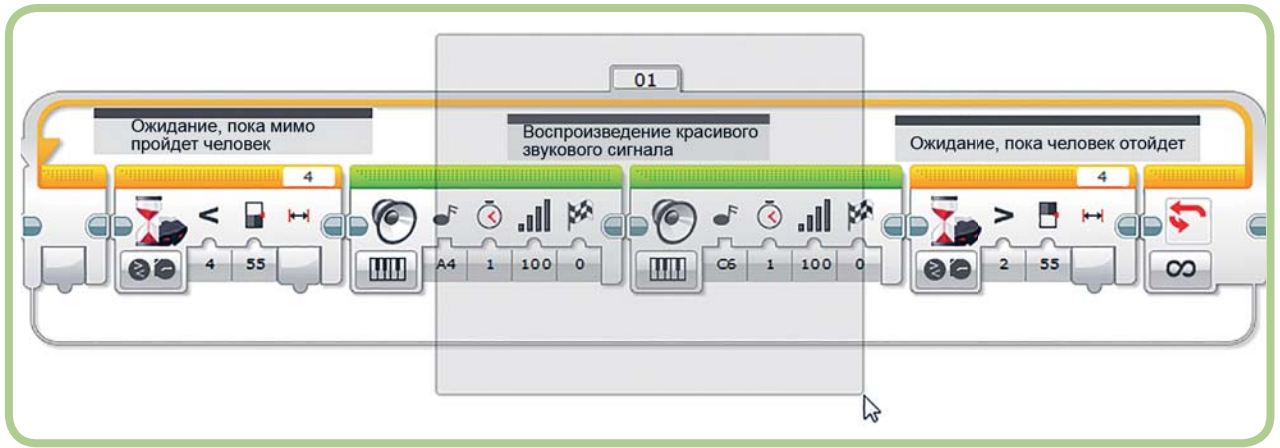 01
Ожидание, пока мимо
пройдет человек
Воспроизведение красивого
звукового сигнала
Ожидание, пока человек отойдет
4
4
< >
4 55 A4 1 100 0 C6 1 100 0 2 55 ∞